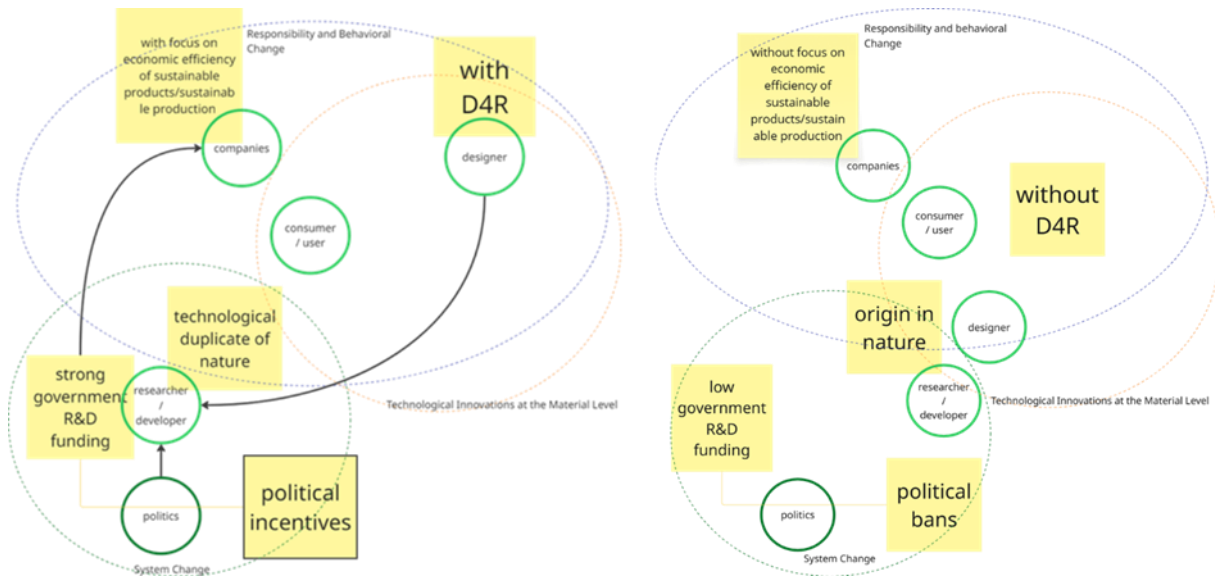 with focus on
economic efficiency
of sustainable
products/sustainab
le production
Responsibility and Behavioral
Change
with
D4R
companies
designer
consumer
/ user
technological
duplicate of
nature
strong
government
R&D
funding
researcher
/
developer
Technological Innovations at the Material Level
political
incentives
politics
System Change
without focus on
economic
efficiency of
sustainable
products/sustain
able production
Responsibility and behavioral
Change
companies
consumer
/ user
without
D4R
origin in
nature
designer
low
government
R&D
funding
researcher
/
developer
Technological Innovations at the Material Level
politics
political
bans
System Change